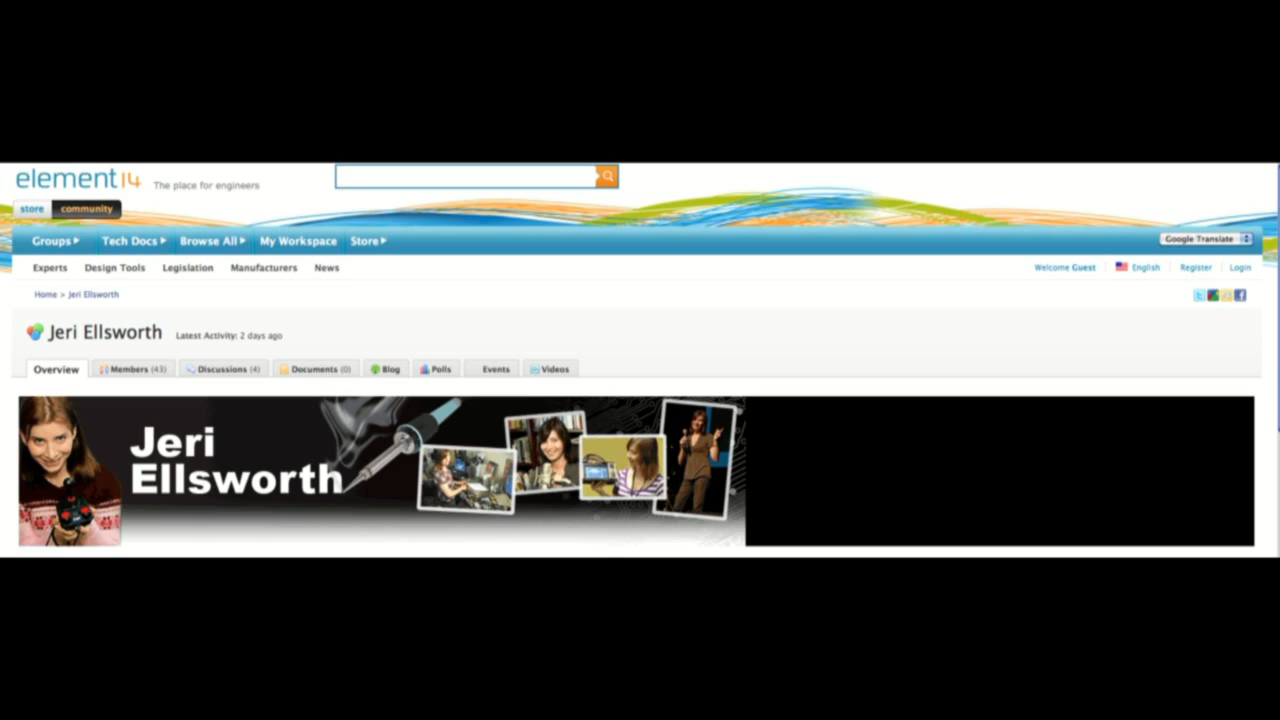 element14 The place for engineers
store community
Groups Tech Docs Browse All My Workspace Store Google Translate
Experts Design Tools Legislation Manufacturers News Welcome Guest English Register Login
Home > Jeri Ellsworth
Jeri Ellsworth Latest Activity: 2 days ago
Overview Members (43) Discussions (4) Documents (0) Blog Polls Events Videos
Jeri
Ellsworth